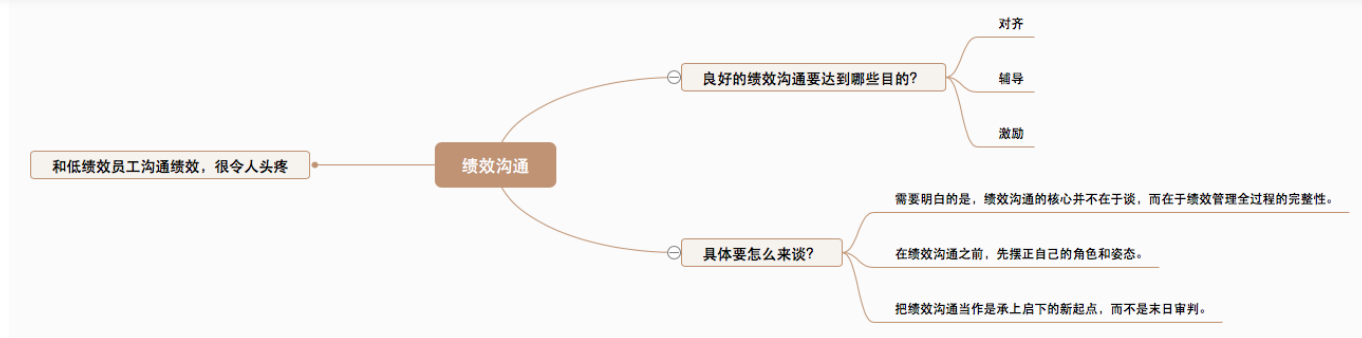 和低绩效员工沟通绩效，很令人头疼
绩效沟通
良好的绩效沟通要达到哪些目的？
对齐
辅导
激励
具体要怎么来谈？
需要明白的是，绩效沟通的核心并不在于谈，而在于绩效管理全过程的完整性。
在绩效沟通之前，先摆正自己的角色和姿态。
把绩效沟通当作是承上启下的新起点，而不是末日审判。